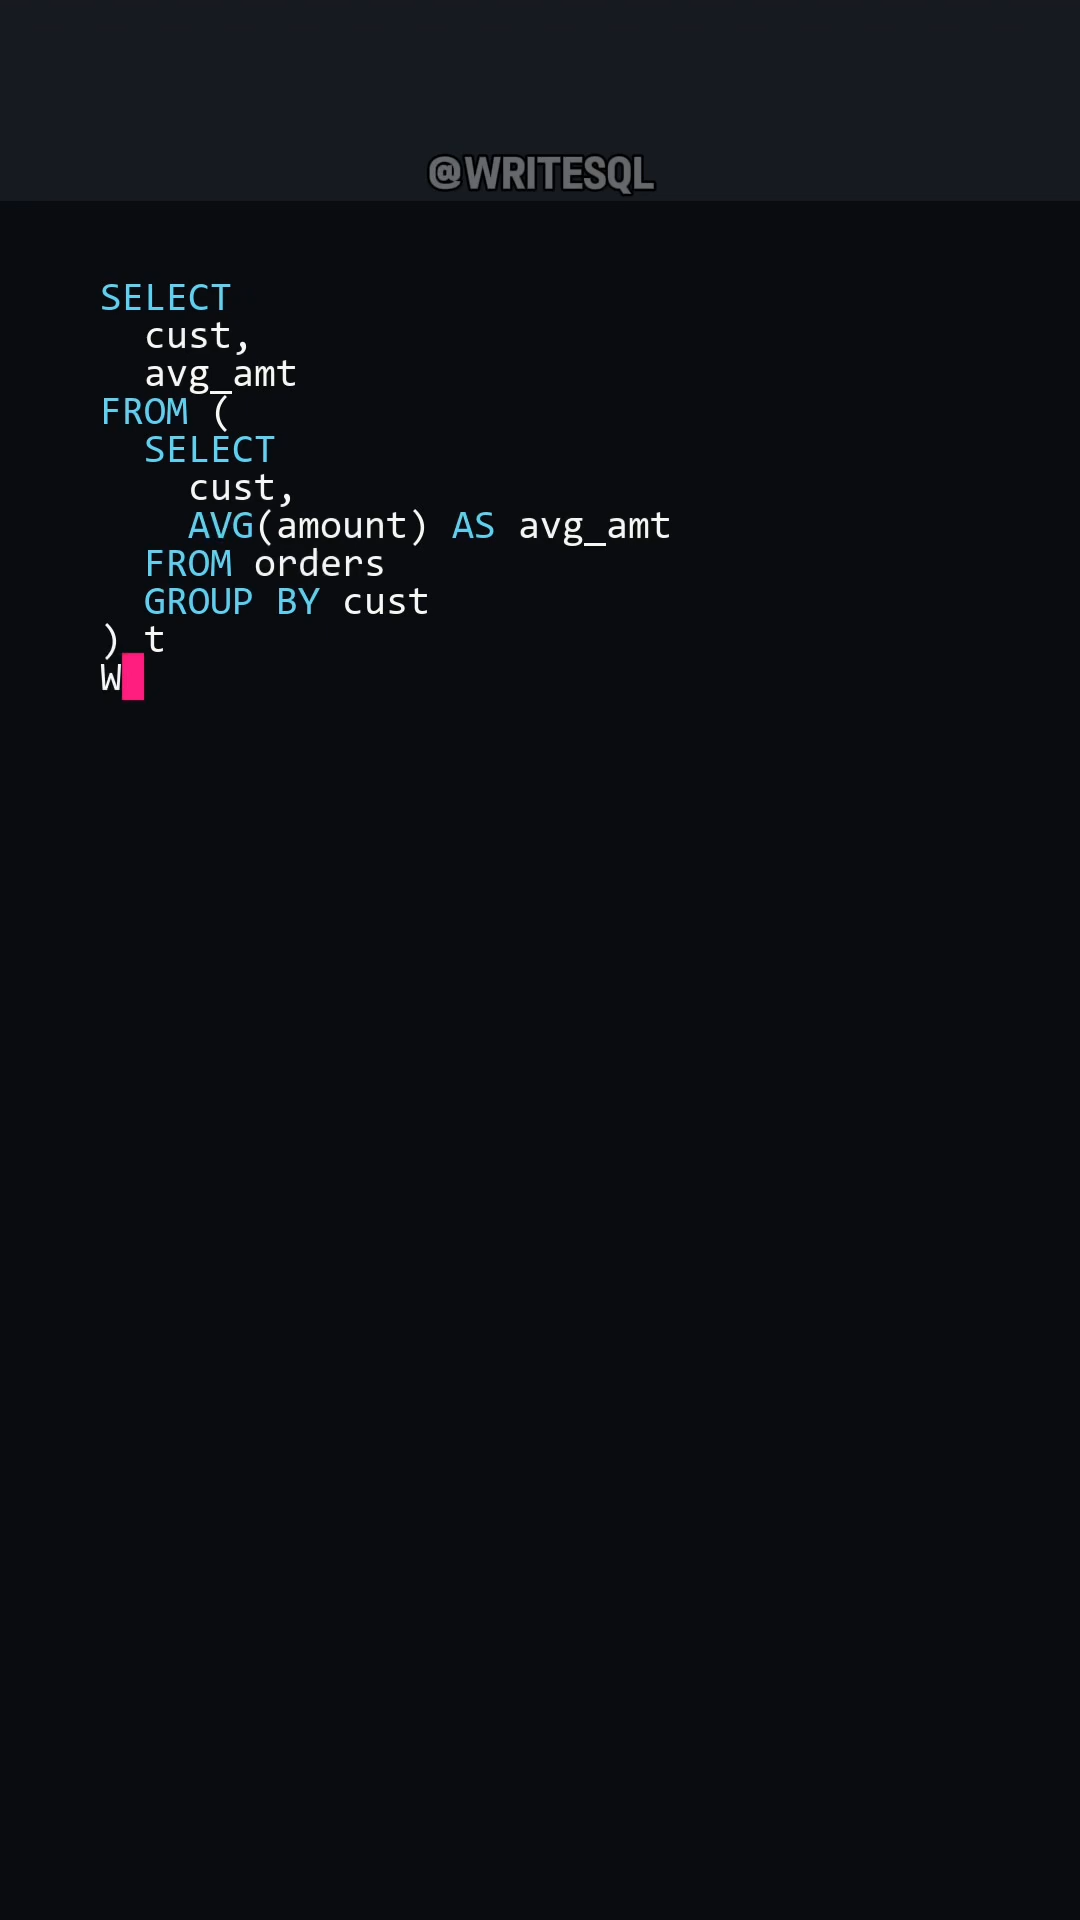 @WRITESQL
SELECT
  cust,
  avg_amt
FROM (
  SELECT
    cust,
    AVG(amount) AS avg_amt
  FROM orders
  GROUP BY cust
) t
W